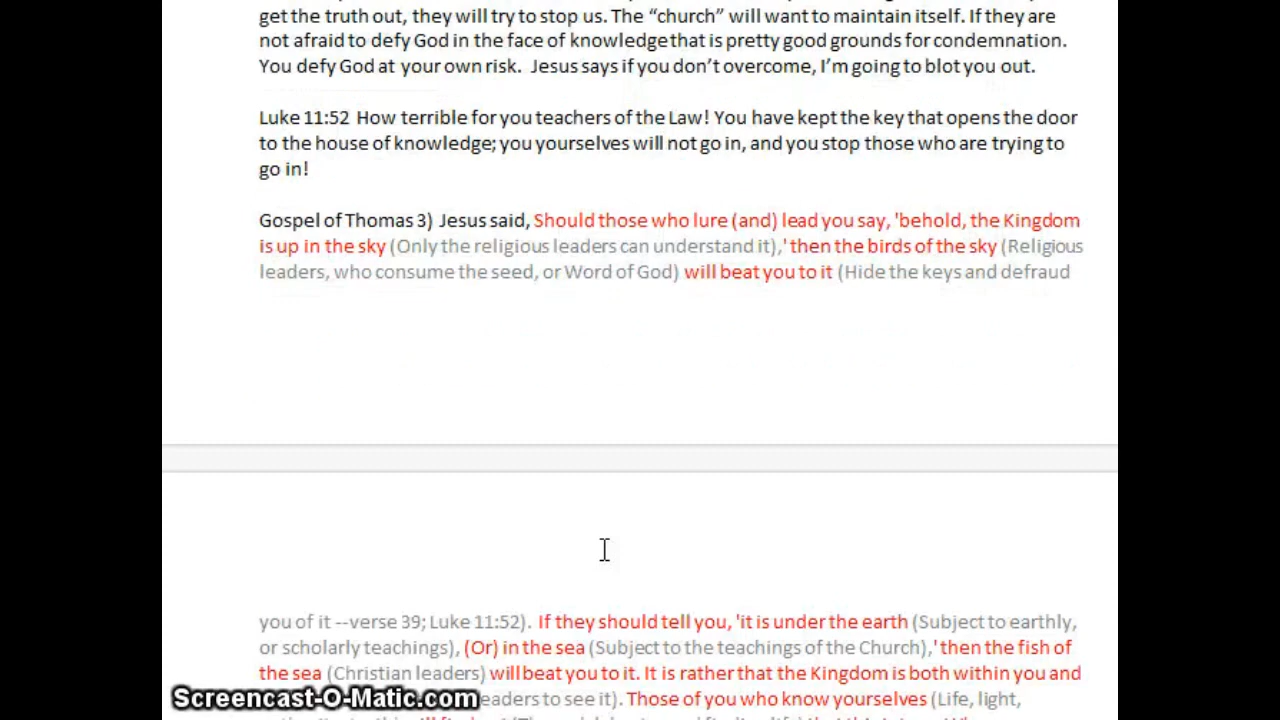 get the truth out, they will try to stop us. The “church” will want to maintain itself. If they are
not afraid to defy God in the face of knowledge that is pretty good grounds for condemnation.
You defy God at your own risk.  Jesus says if you don’t overcome, I’m going to blot you out.
Luke 11:52 How terrible for you teachers of the Law! You have kept the key that opens the door
to the house of knowledge; you yourselves will not go in, and you stop those who are trying to
go in!
Gospel of Thomas 3) Jesus said, Should those who lure (and) lead you say, 'behold, the Kingdom
is up in the sky (Only the religious leaders can understand it),' then the birds of the sky (Religious
leaders, who consume the seed, or Word of God) will beat you to it (Hide the keys and defraud
you of it --verse 39; Luke 11:52). If they should tell you, 'it is under the earth (Subject to earthly,
or scholarly teachings), (Or) in the sea (Subject to the teachings of the Church),' then the fish of
the sea (Christian leaders) will beat you to it. It is rather that the Kingdom is both within you and
Screencast-O-Matic.com eaders to see it). Those of you who know yourselves (Life, light,